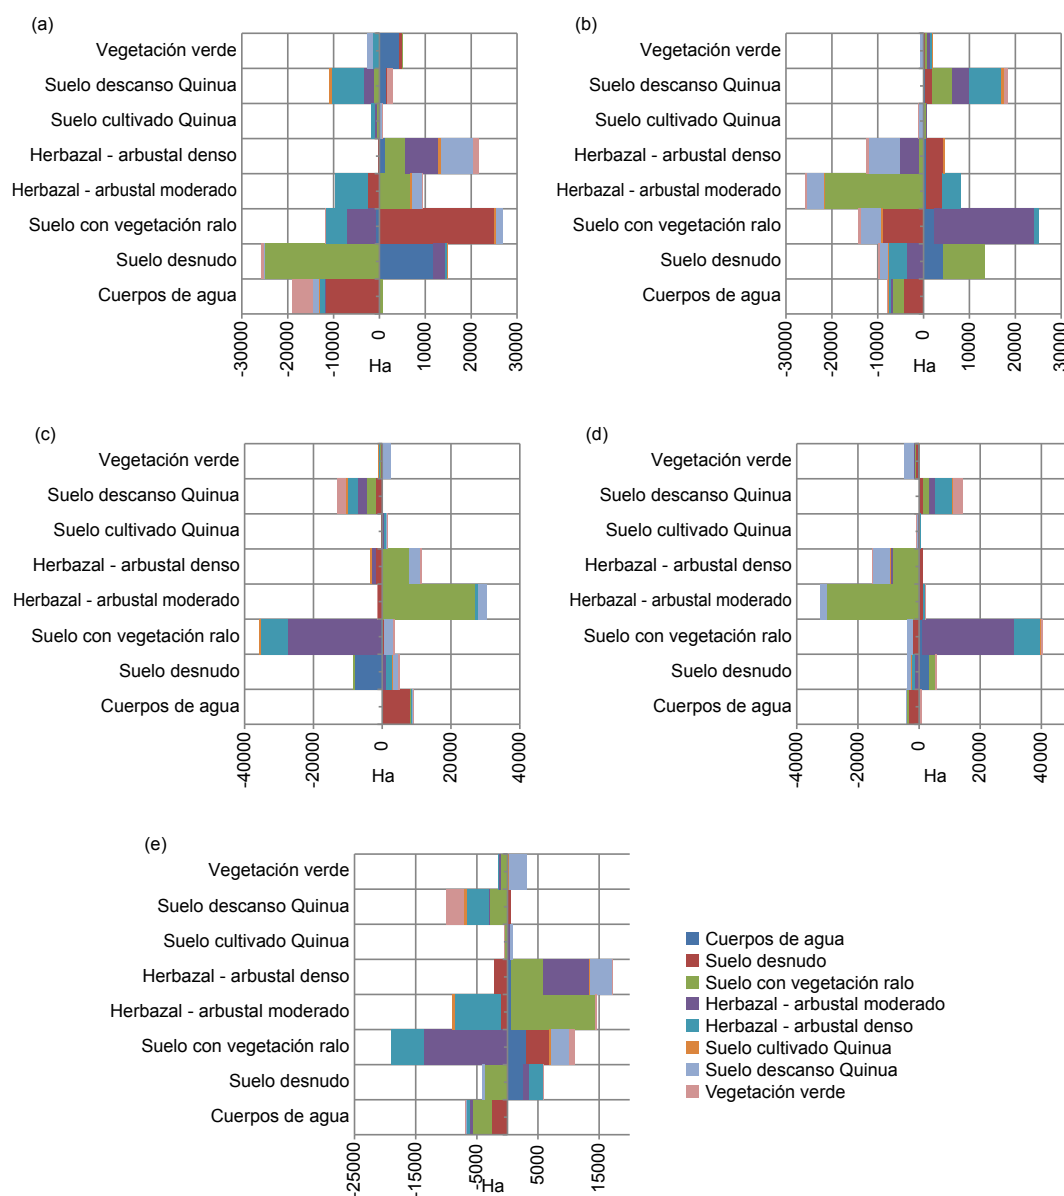 (a)
Vegetación verde
Suelo descanso Quinua
Suelo cultivado Quinua
Herbazal - arbustal denso
Herbazal - arbustal moderado
Suelo con vegetación ralo
Suelo desnudo
Cuerpos de agua
-30000
-20000
-10000
0
10000
20000
30000
Ha
(b)
Vegetación verde
Suelo descanso Quinua
Suelo cultivado Quinua
Herbazal - arbustal denso
Herbazal - arbustal moderado
Suelo con vegetación ralo
Suelo desnudo
Cuerpos de agua
-30000
-20000
-10000
0
10000
20000
30000
Ha
(c)
Vegetación verde
Suelo descanso Quinua
Suelo cultivado Quinua
Herbazal - arbustal denso
Herbazal - arbustal moderado
Suelo con vegetación ralo
Suelo desnudo
Cuerpos de agua
-40000
-20000
0
20000
40000
Ha
(d)
Vegetación verde
Suelo descanso Quinua
Suelo cultivado Quinua
Herbazal - arbustal denso
Herbazal - arbustal moderado
Suelo con vegetación ralo
Suelo desnudo
Cuerpos de agua
-40000
-20000
0
20000
40000
Ha
(e)
Vegetación verde
Suelo descanso Quinua
Suelo cultivado Quinua
Herbazal - arbustal denso
Herbazal - arbustal moderado
Suelo con vegetación ralo
Suelo desnudo
Cuerpos de agua
-25000
-15000
-5000
5000
15000
Ha
Cuerpos de agua
Suelo desnudo
Suelo con vegetación ralo
Herbazal - arbustal moderado
Herbazal - arbustal denso
Suelo cultivado Quinua
Suelo descanso Quinua
Vegetación verde